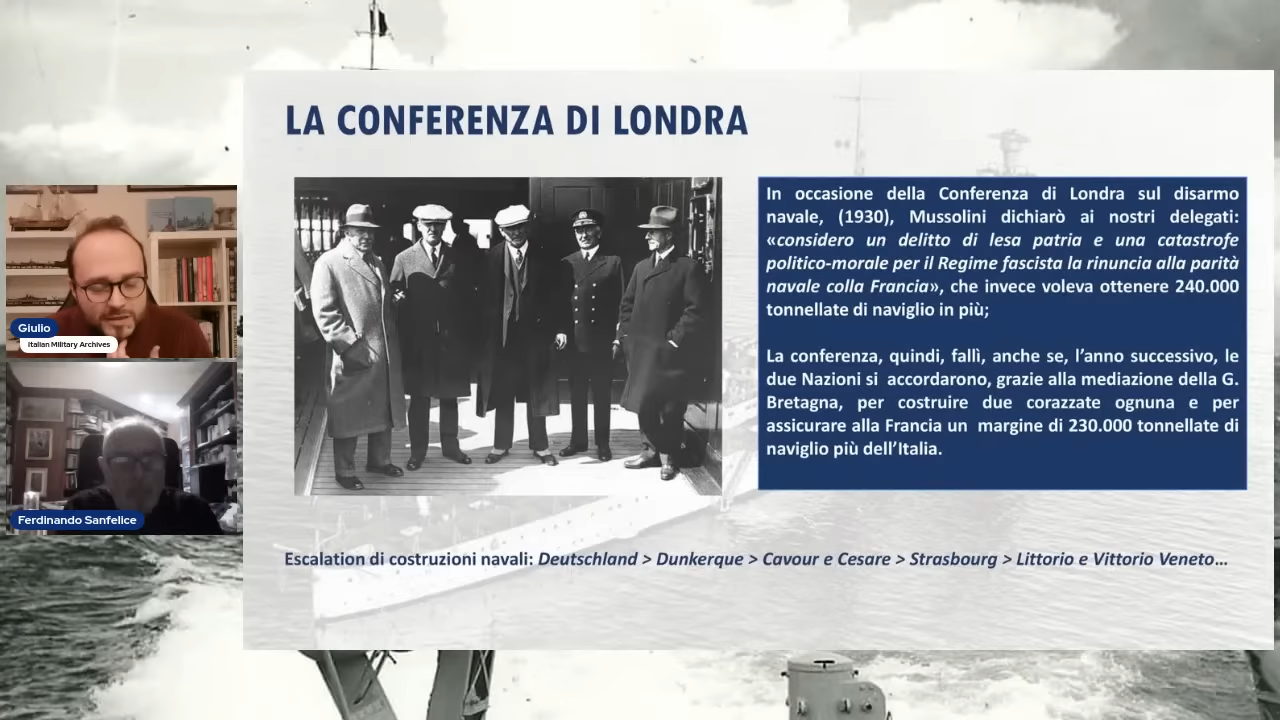 LA CONFERENZA DI LONDRA
In occasione della Conferenza di Londra sul disarmo
navale, (1930), Mussolini dichiarò ai nostri delegati:
«considero un delitto di lesa patria e una catastrofe
politico-morale per il Regime fascista la rinuncia alla parità
navale colla Francia», che invece voleva ottenere 240.000
tonnellate di naviglio in più;
La conferenza, quindi, fallì, anche se, l’anno successivo, le
due Nazioni si accordarono, grazie alla mediazione della G.
Bretagna, per costruire due corazzate ognuna e per
assicurare alla Francia un margine di 230.000 tonnellate di
naviglio più dell’Italia.
Escalation di costruzioni navali: Deutschland > Dunkerque > Cavour e Cesare > Strasbourg > Littorio e Vittorio Veneto…
Giulio
Italian Military Archives
Ferdinando Sanfelice